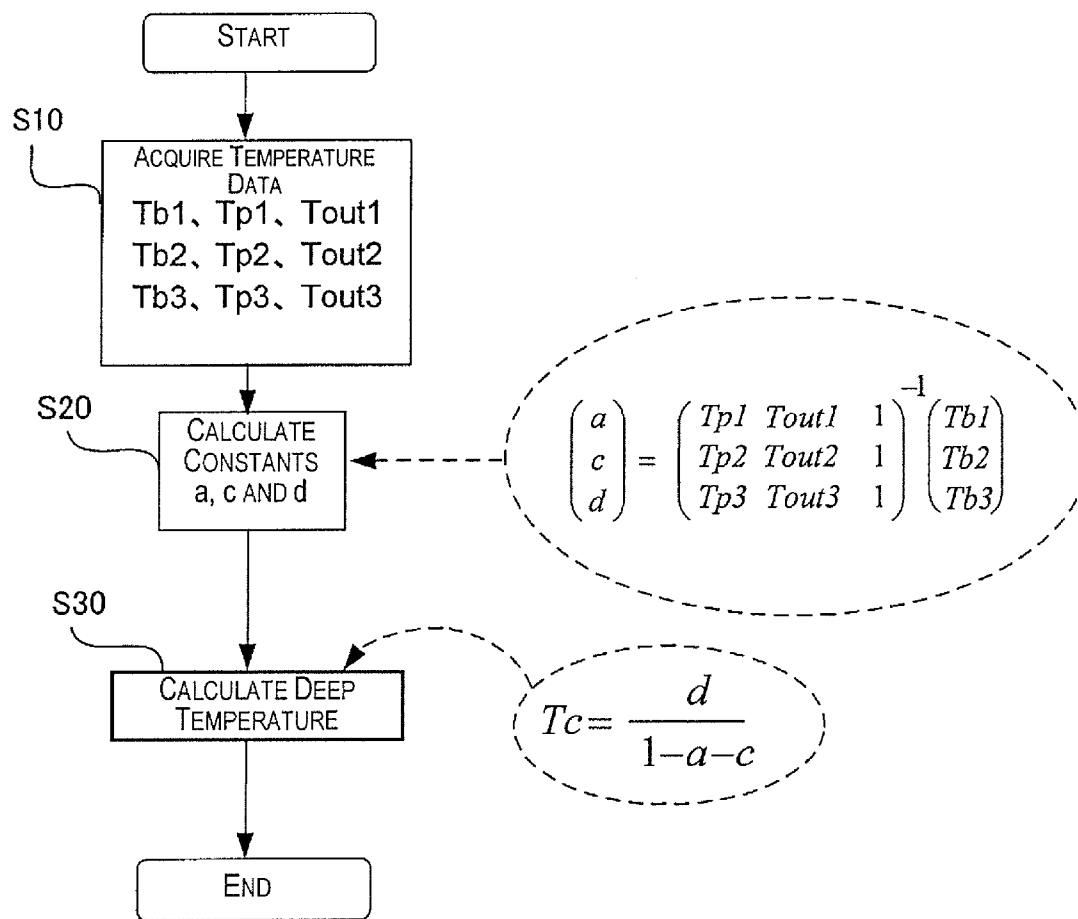 START
S10
ACQUIRE TEMPERATURE
DATA
Tb1、Tp1、Tout1
Tb2、Tp2、Tout2
Tb3、Tp3、Tout3
S20
CALCULATE
CONSTANTS
a, c AND d
(a c d) = (Tp1 Tout1 1
Tp2 Tout2 1
Tp3 Tout3 1)−1 (Tb1 Tb2 Tb3)
S30
CALCULATE DEEP
TEMPERATURE
Tc= d
1−a−c
END